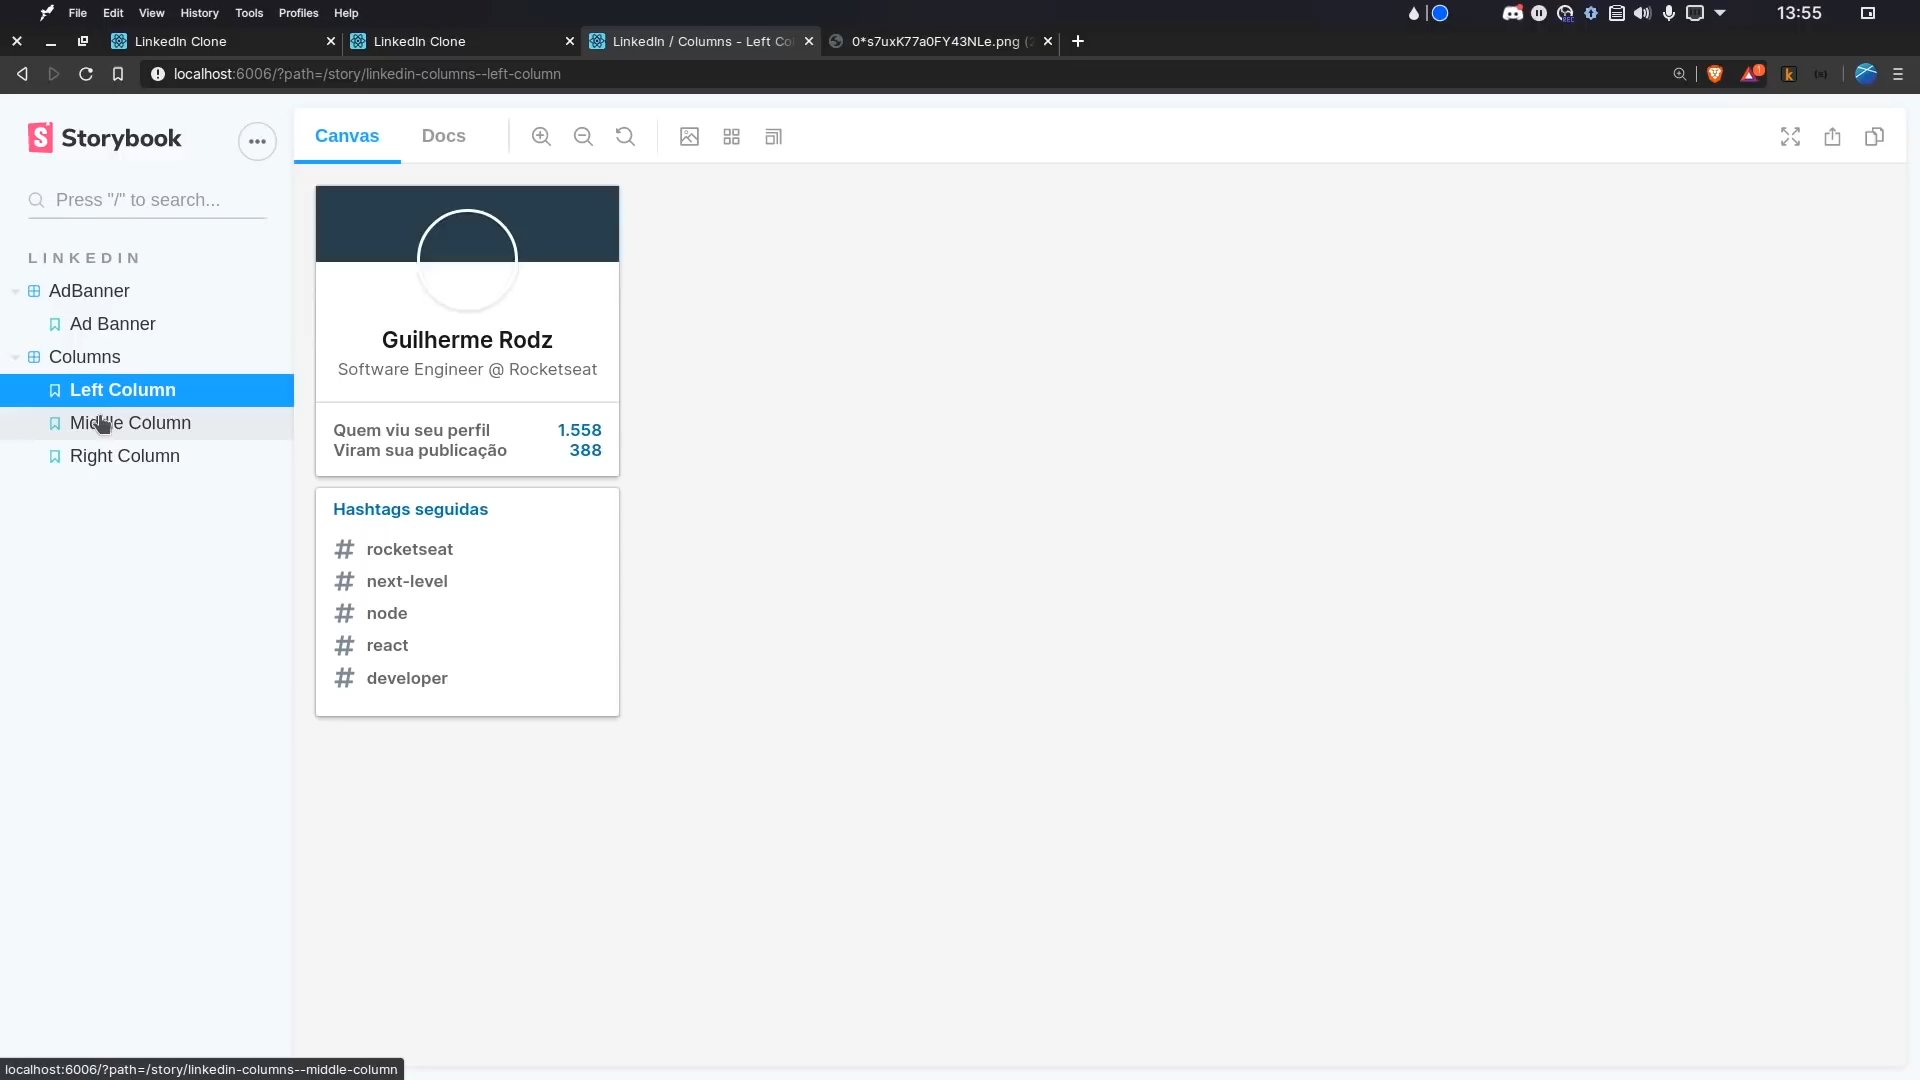 File Edit View History Tools Profiles Help
13:55
LinkedIn Clone
LinkedIn Clone
LinkedIn / Columns - Left Co
0*s7uxK77a0FY43NLe.png
localhost:6006/?path=/story/linkedin-columns--left-column
1
Storybook
Canvas Docs
Press "/" to search...
LINKEDIN
AdBanner
Ad Banner
Columns
Left Column
Middle Column
Right Column
Guilherme Rodz
Software Engineer @ Rocketseat
Quem viu seu perfil 1.558
Viram sua publicação 388
Hashtags seguidas
# rocketseat
# next-level
# node
# react
# developer
localhost:6006/?path=/story/linkedin-columns--middle-column